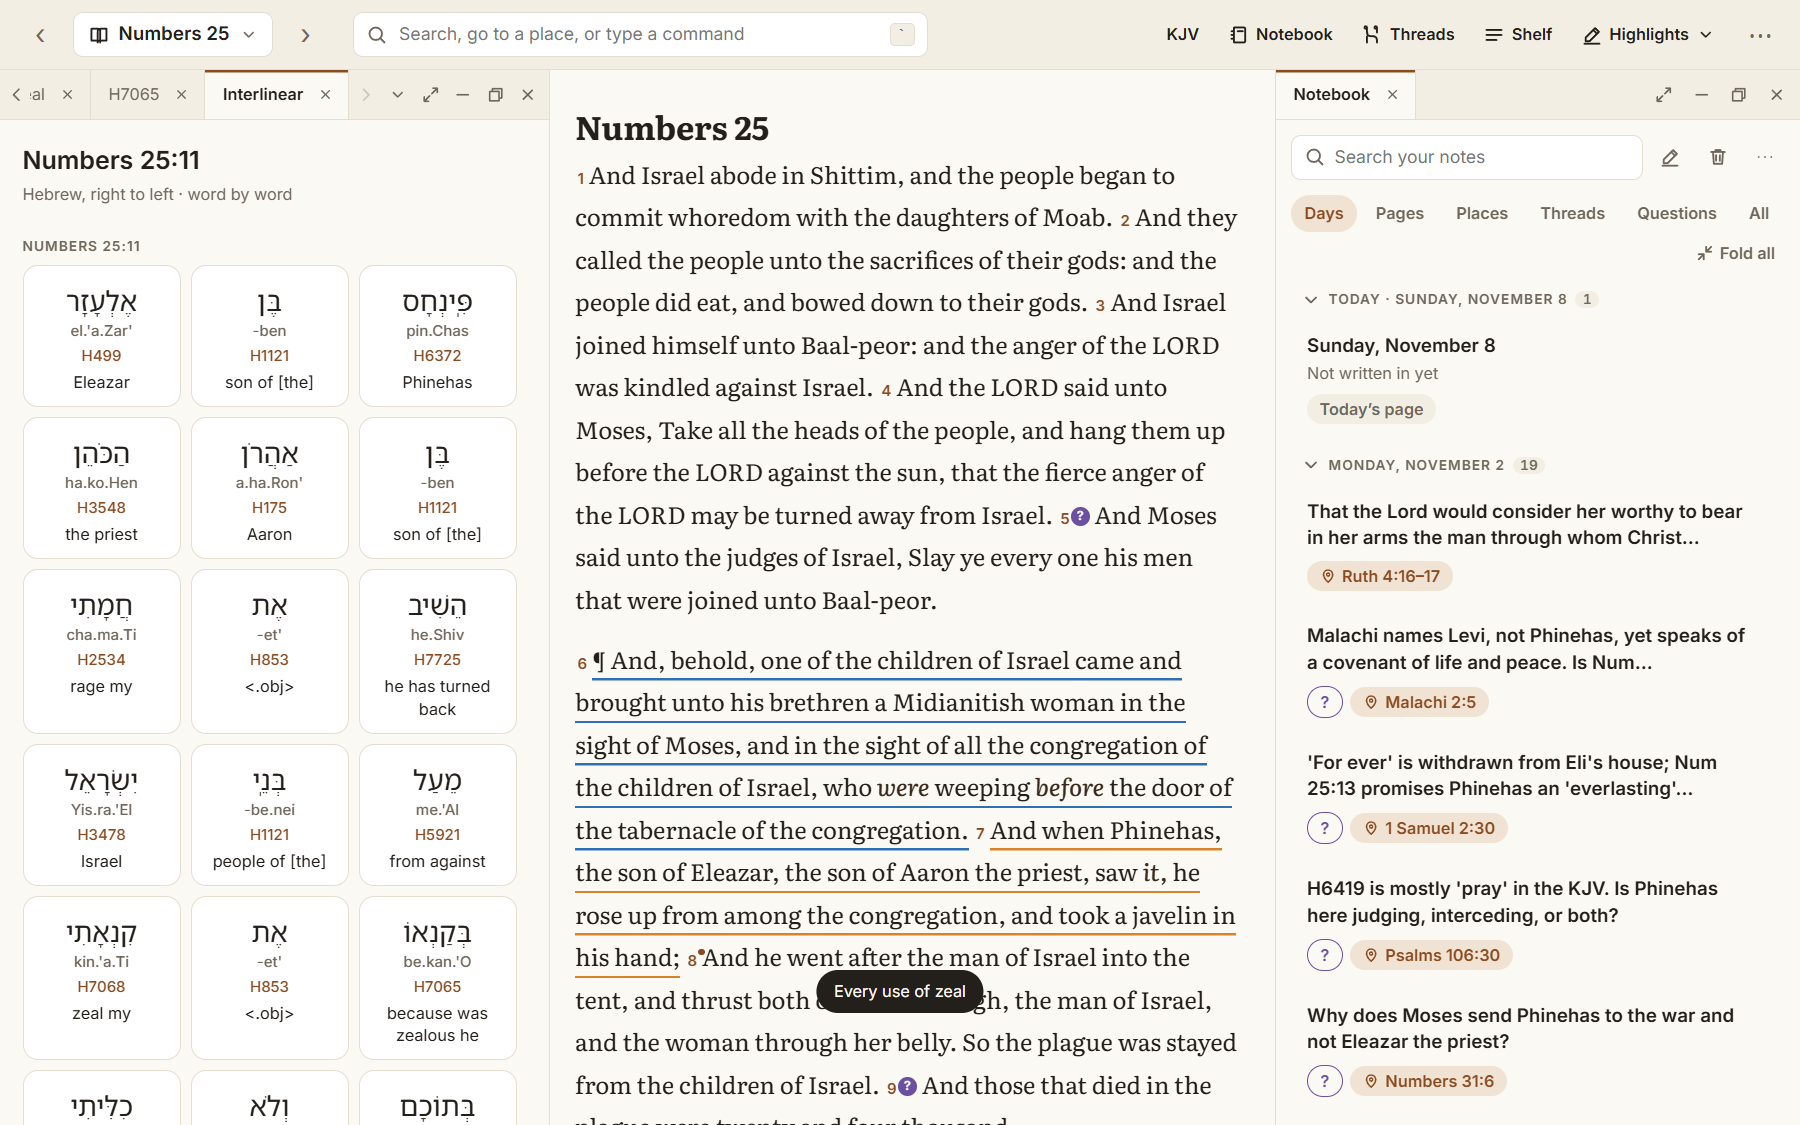 Numbers 25
Search, go to a place, or type a command
`
KJV
Notebook
Threads
Shelf
Highlights
eal
H7065
Interlinear
Numbers 25:11
Hebrew, right to left · word by word
NUMBERS 25:11
פִּֽינְחָס
pin.Chas
H6372
Phinehas
בֶּן
-ben
H1121
son of [the]
אֶלְעָזָר
el.'a.Zar'
H499
Eleazar
בֶּן
-ben
H1121
son of [the]
אַהֲרֹן
a.ha.Ron'
H175
Aaron
הַכֹּהֵן
ha.ko.Hen
H3548
the priest
הֵשִׁיב
he.Shiv
H7725
he has turned
back
אֶת
-et'
H853
<.obj>
חֲמָתִי
cha.ma.Ti
H2534
rage my
מֵעַל
me.'Al
H5921
from against
בְּנֵֽי
-be.nei
H1121
people of [the]
יִשְׂרָאֵל
Yis.ra.'El
H3478
Israel
בְּקַנְאוֹ
be.kan.'O
H7065
because was
zealous he
אֶת
-et'
H853
<.obj>
קִנְאָתִי
kin.'a.Ti
H7068
zeal my
בְּתוֹכָם
וְלֹא
כִלִּיתִי
Numbers 25
1 And Israel abode in Shittim, and the people began to
commit whoredom with the daughters of Moab. 2 And they
called the people unto the sacrifices of their gods: and the
people did eat, and bowed down to their gods. 3 And Israel
joined himself unto Baal-peor: and the anger of the LORD
was kindled against Israel. 4 And the LORD said unto
Moses, Take all the heads of the people, and hang them up
before the LORD against the sun, that the fierce anger of
the LORD may be turned away from Israel. 5 ? And Moses
said unto the judges of Israel, Slay ye every one his men
that were joined unto Baal-peor.
6 ¶ And, behold, one of the children of Israel came and
brought unto his brethren a Midianitish woman in the
sight of Moses, and in the sight of all the congregation of
the children of Israel, who were weeping before the door of
the tabernacle of the congregation. 7 And when Phinehas,
the son of Eleazar, the son of Aaron the priest, saw it, he
rose up from among the congregation, and took a javelin in
his hand; 8 And he went after the man of Israel into the
tent, and thrust both the man of Israel,
Every use of zeal
and the woman through her belly. So the plague was stayed
from the children of Israel. 9 ? And those that died in the
plague were twenty and four thousand.
Notebook
Search your notes
Days
Pages
Places
Threads
Questions
All
Fold all
TODAY · SUNDAY, NOVEMBER 8 1
Sunday, November 8
Not written in yet
Today’s page
MONDAY, NOVEMBER 2 19
That the Lord would consider her worthy to bear
in her arms the man through whom Christ…
Ruth 4:16–17
Malachi names Levi, not Phinehas, yet speaks of
a covenant of life and peace. Is Num…
? Malachi 2:5
'For ever' is withdrawn from Eli's house; Num
25:13 promises Phinehas an 'everlasting'…
? 1 Samuel 2:30
H6419 is mostly 'pray' in the KJV. Is Phinehas
here judging, interceding, or both?
? Psalms 106:30
Why does Moses send Phinehas to the war and
not Eleazar the priest?
? Numbers 31:6